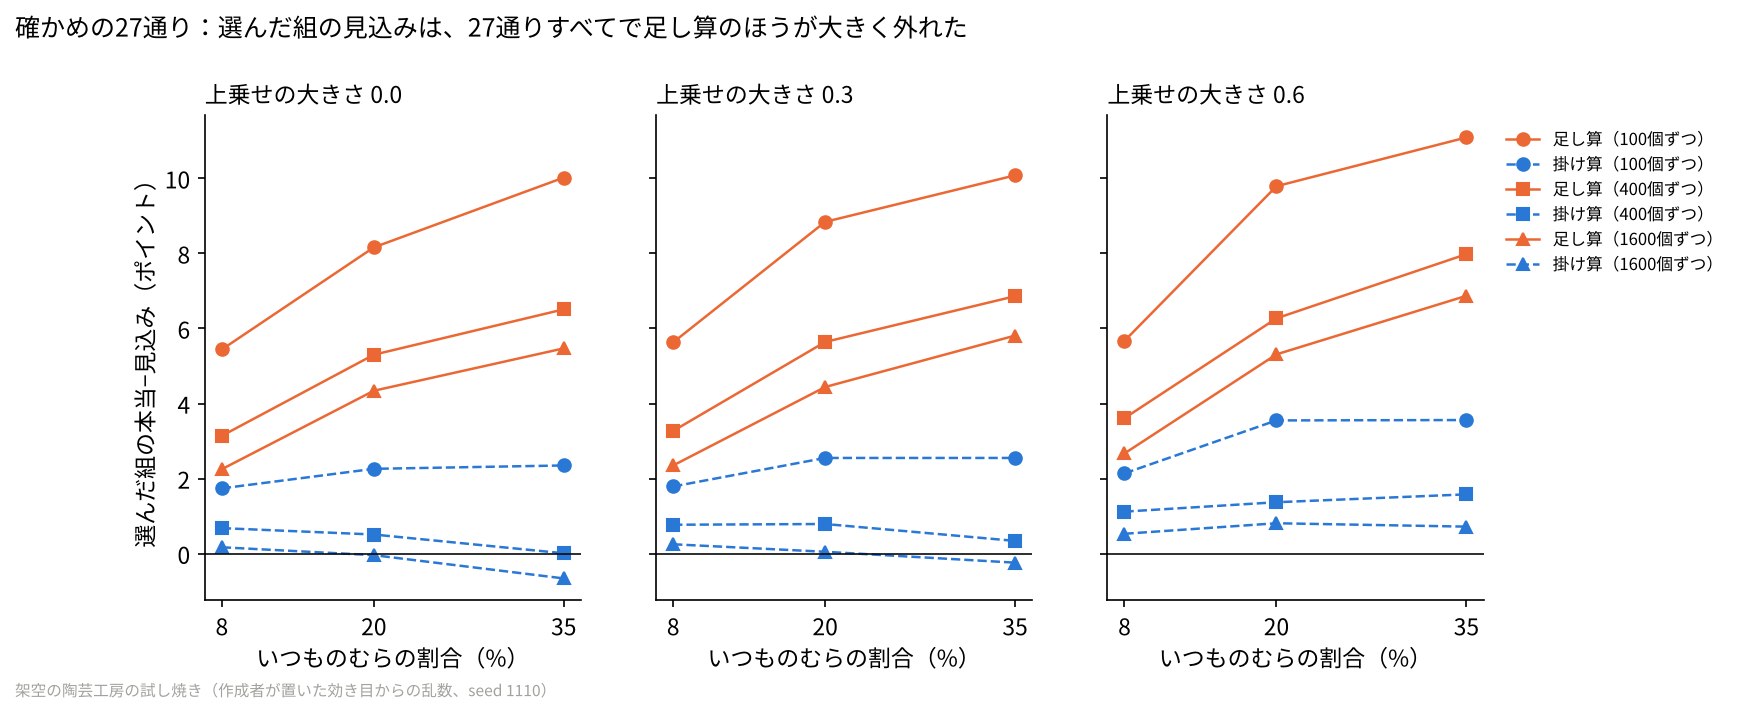 確かめの27通り：選んだ組の見込みは、27通りすべてで足し算のほうが大きく外れた
上乗せの大きさ 0.0
上乗せの大きさ 0.3
上乗せの大きさ 0.6
選んだ組の本当−見込み（ポイント）
10
8
6
4
2
0
8 20 35
8 20 35
8 20 35
いつものむらの割合（%）
いつものむらの割合（%）
いつものむらの割合（%）
足し算（100個ずつ）
掛け算（100個ずつ）
足し算（400個ずつ）
掛け算（400個ずつ）
足し算（1600個ずつ）
掛け算（1600個ずつ）
架空の陶芸工房の試し焼き（作成者が置いた効き目からの乱数、seed 1110）